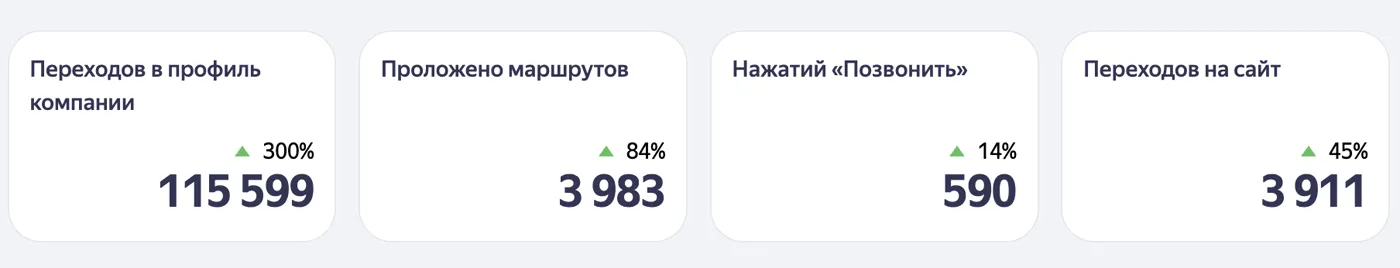 Переходов в профиль
компании
300%
115 599
Проложено маршрутов
84%
3 983
Нажатий «Позвонить»
14%
590
Переходов на сайт
45%
3 911